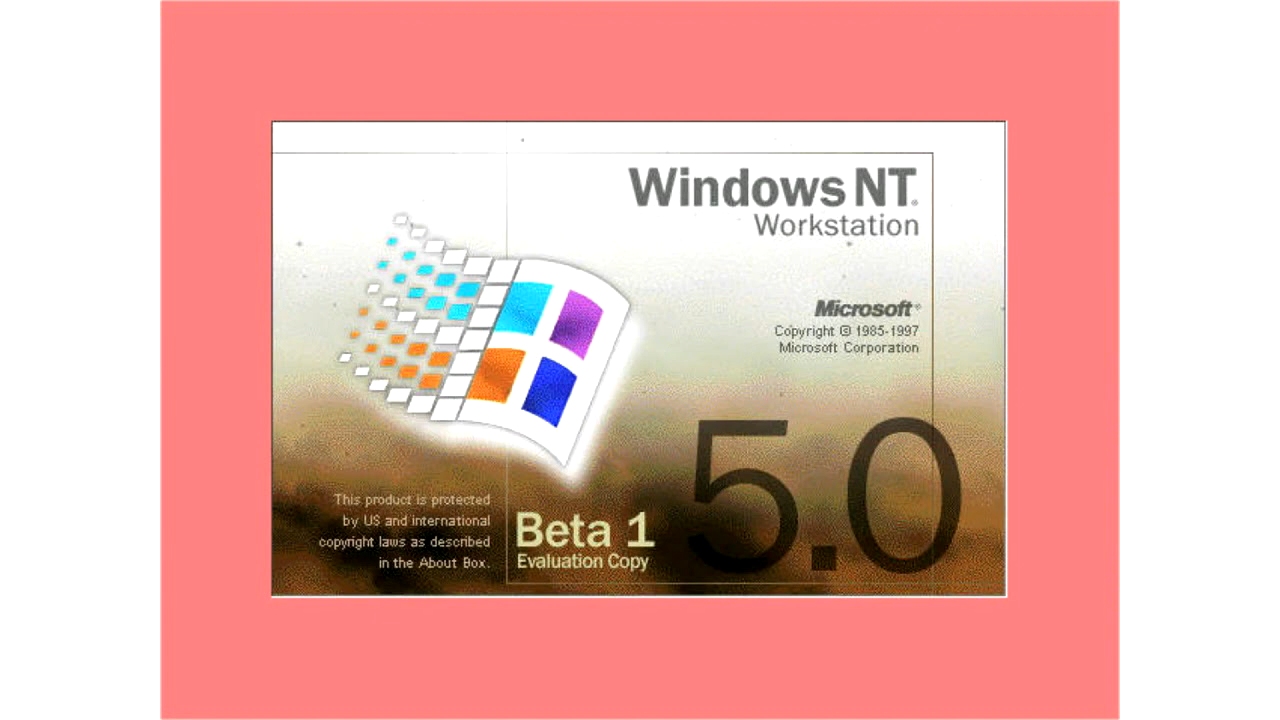 Windows NT®
Workstation
Microsoft®
Copyright © 1985-1997
Microsoft Corporation
5.0
This product is protected
by US and international
copyright laws as described
in the About Box.
Beta 1
Evaluation Copy